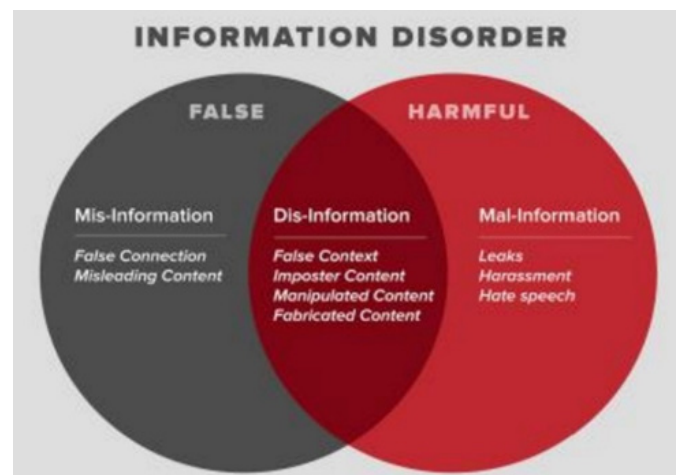 INFORMATION DISORDER
FALSE
HARMFUL
Mis-Information
False Connection
Misleading Content
Dis-Information
False Context
Imposter Content
Manipulated Content
Fabricated Content
Mal-Information
Leaks
Harassment
Hate speech